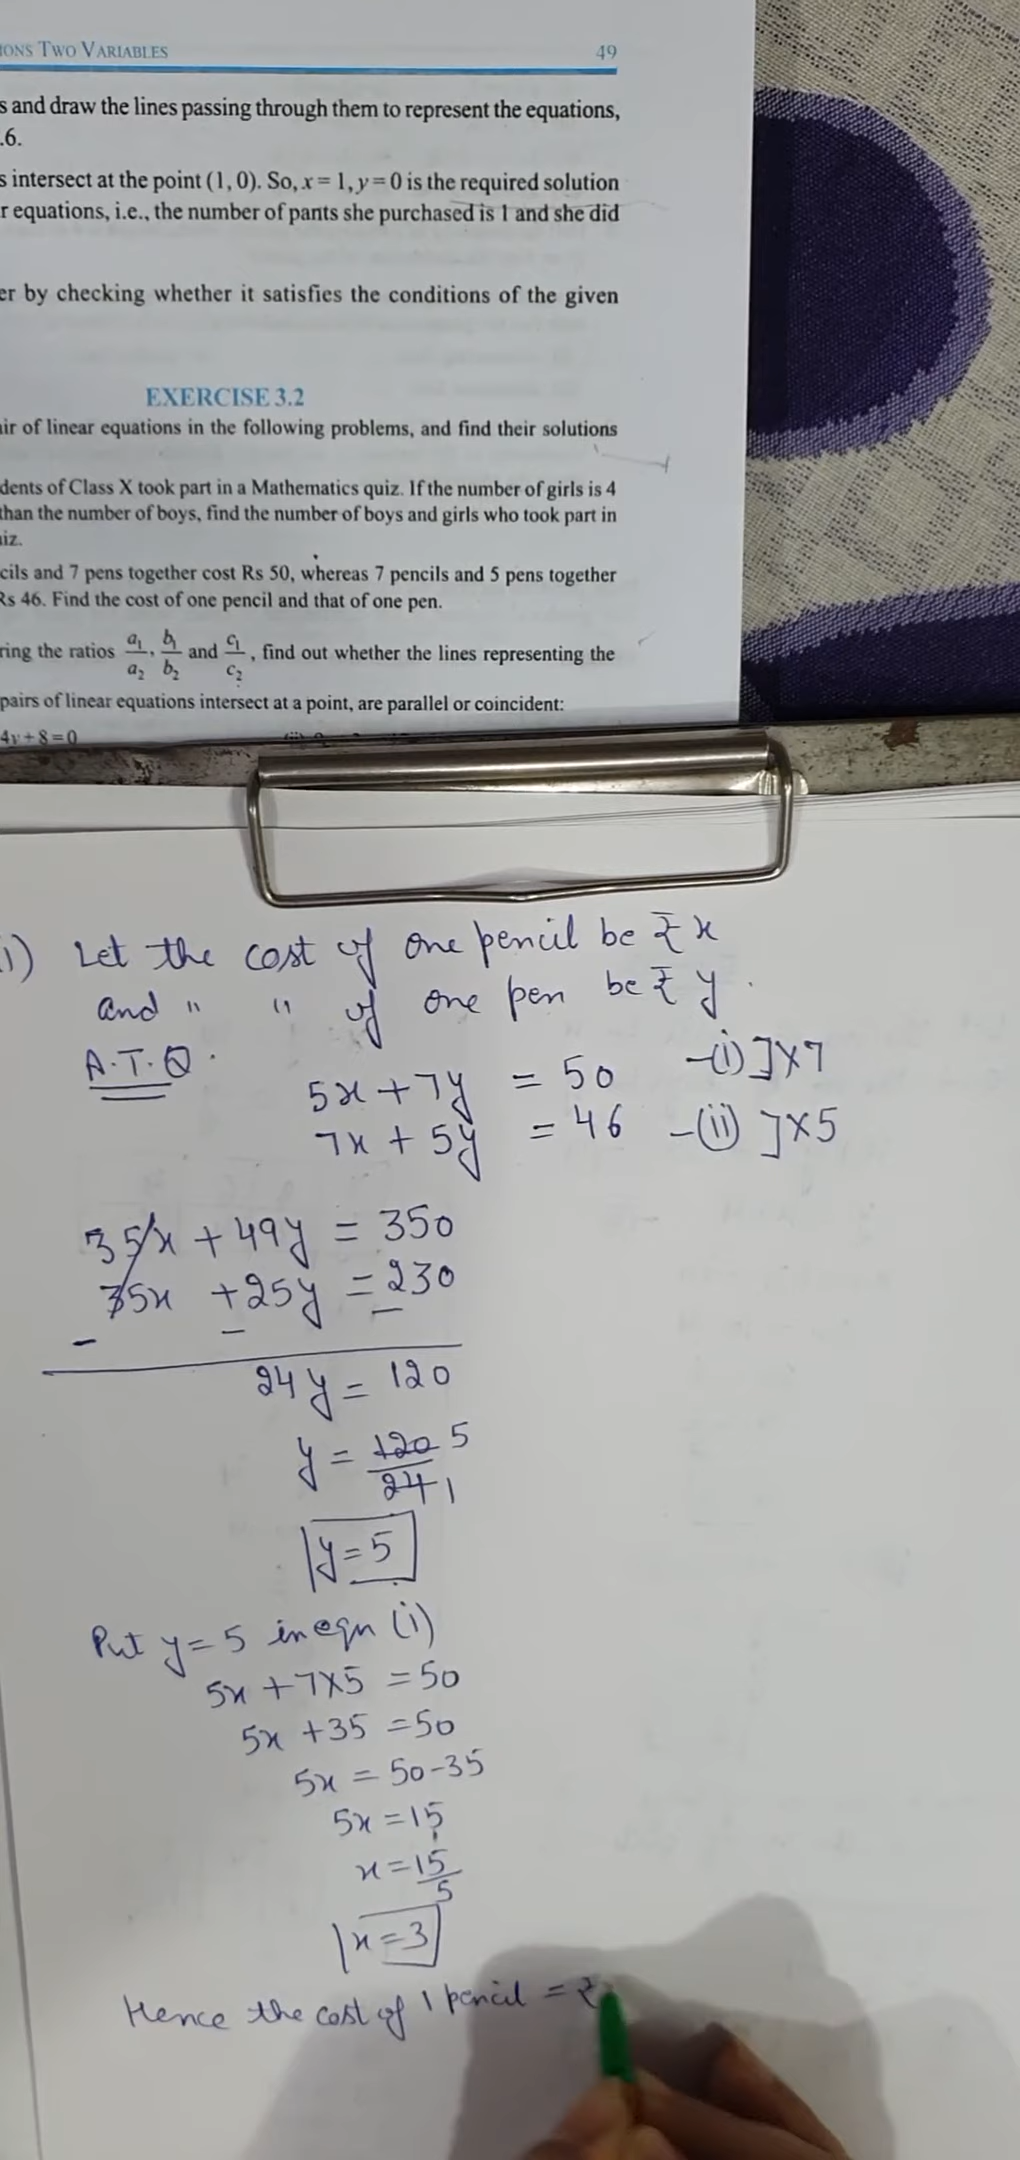 IONS TWO VARIABLES 49
s and draw the lines passing through them to represent the equations,
.6.
s intersect at the point (1, 0). So, x = 1, y = 0 is the required solution
r equations, i.e., the number of pants she purchased is 1 and she did
er by checking whether it satisfies the conditions of the given
EXERCISE 3.2
air of linear equations in the following problems, and find their solutions
dents of Class X took part in a Mathematics quiz. If the number of girls is 4
than the number of boys, find the number of boys and girls who took part in
uiz.
cils and 7 pens together cost Rs 50, whereas 7 pencils and 5 pens together
Rs 46. Find the cost of one pencil and that of one pen.
ring the ratios a₁/a₂, b₁/b₂ and c₁/c₂, find out whether the lines representing the
pairs of linear equations intersect at a point, are parallel or coincident:
4y + 8 = 0
i) Let the cost of one pencil be ₹ x
and " " of one pen be ₹ y.
A.T.Q.
5x + 7y = 50 -(i) ]×7
7x + 5y = 46 -(ii) ]×5
35x + 49y = 350
35x + 25y = 230
- - -
24y = 120
y = 120/24 5 1
y = 5
Put y = 5 in eqn (i)
5x + 7×5 = 50
5x + 35 = 50
5x = 50-35
5x = 15
x = 15/5
x = 3
Hence the cost of 1 pencil = ₹